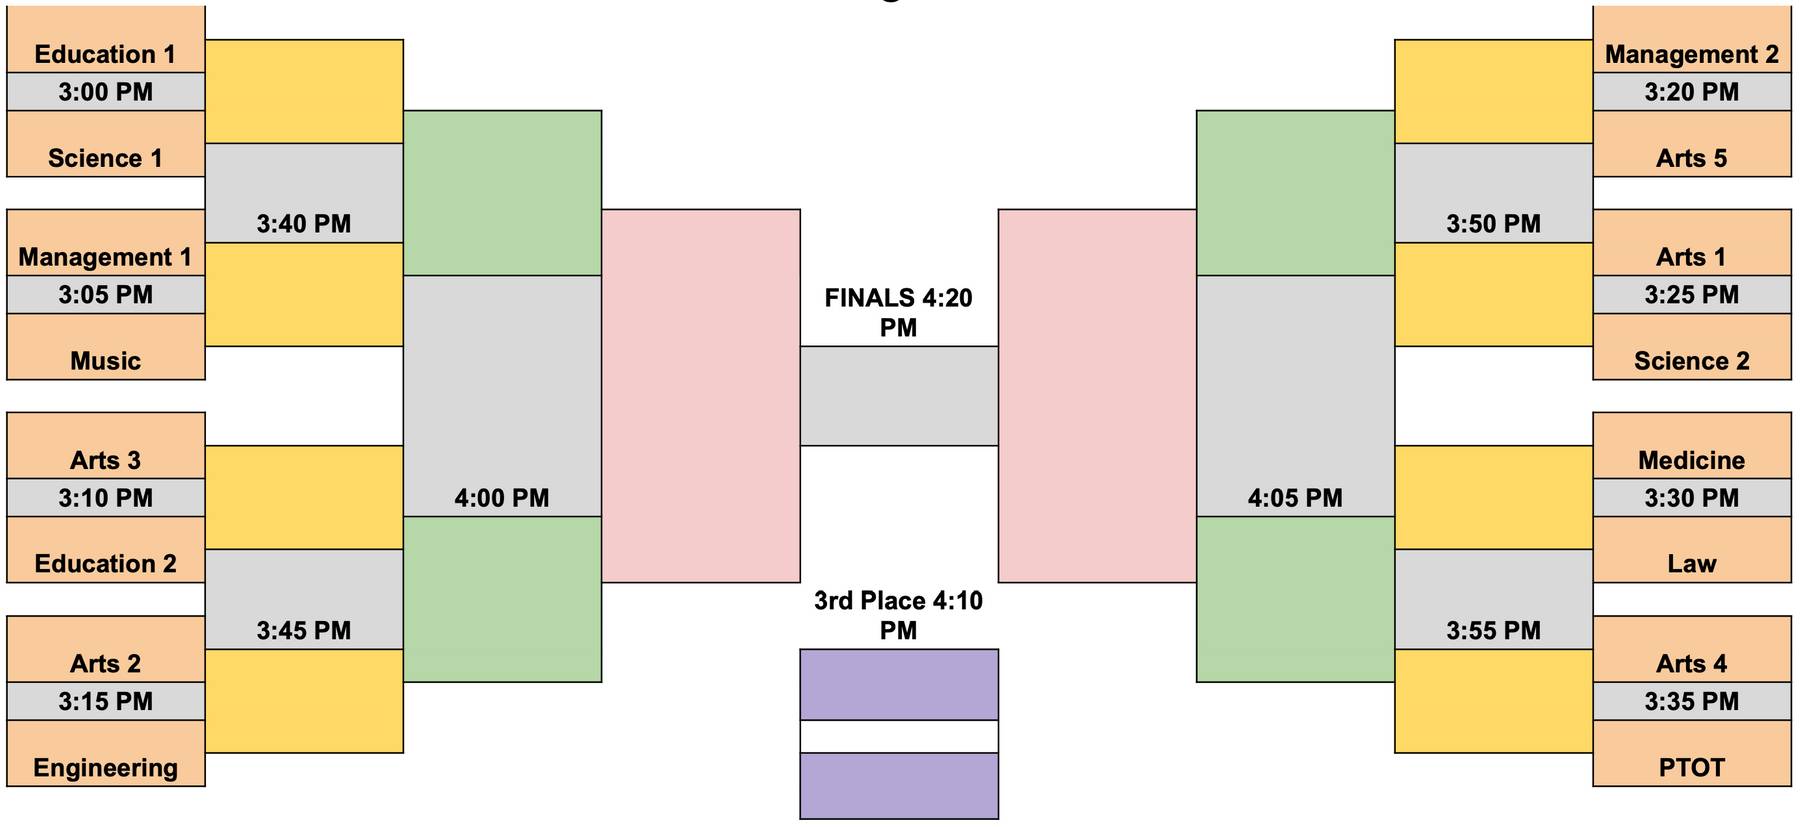 Education 1
3:00 PM
Science 1
Management 1
3:05 PM
Music
Arts 3
3:10 PM
Education 2
Arts 2
3:15 PM
Engineering
3:40 PM
3:45 PM
4:00 PM
FINALS 4:20
PM
3rd Place 4:10
PM
4:05 PM
3:50 PM
3:55 PM
Management 2
3:20 PM
Arts 5
Arts 1
3:25 PM
Science 2
Medicine
3:30 PM
Law
Arts 4
3:35 PM
PTOT